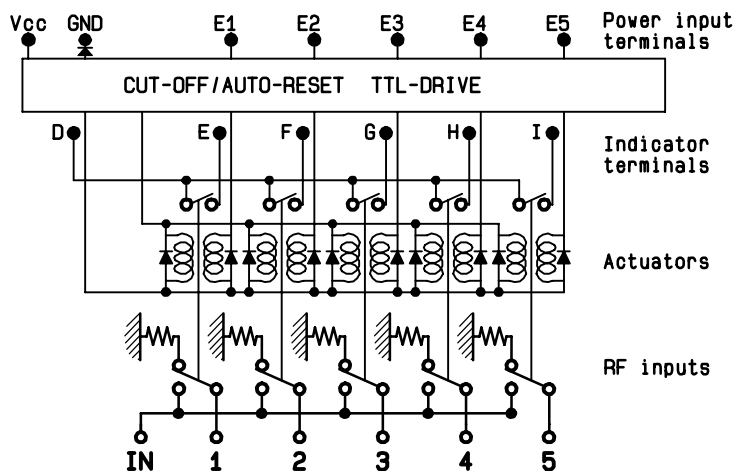 Vcc GND E1 E2 E3 E4 E5 Power input
terminals
CUT-OFF/AUTO-RESET TTL-DRIVE
D E F G H I Indicator
terminals
Actuators
RF inputs
IN 1 2 3 4 5